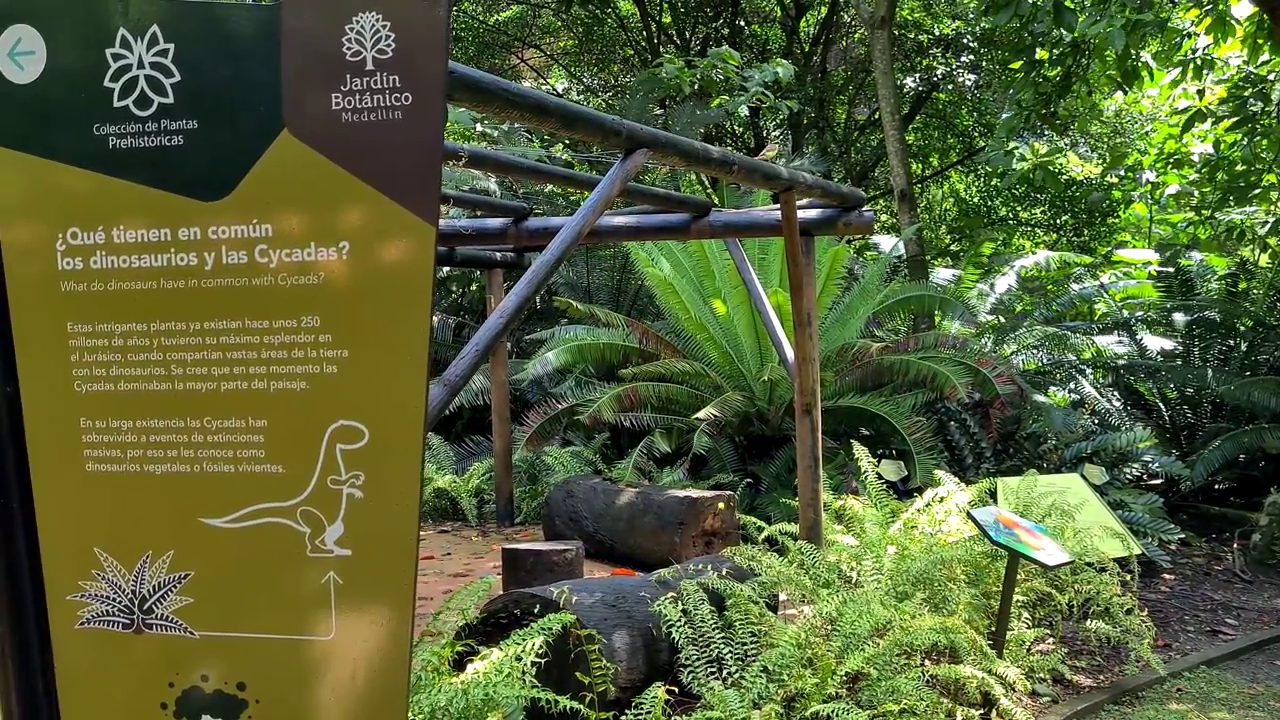 Colección de Plantas
Prehistóricas
Jardín
Botánico
Medellín
¿Qué tienen en común
los dinosaurios y las Cycadas?
What do dinosaurs have in common with Cycads?
Estas intrigantes plantas ya existían hace unos 250
millones de años y tuvieron su máximo esplendor en
el Jurásico, cuando compartían vastas áreas de la tierra
con los dinosaurios. Se cree que en ese momento las
Cycadas dominaban la mayor parte del paisaje.
En su larga existencia las Cycadas han
sobrevivido a eventos de extinciones
masivas, por eso se les conoce como
dinosaurios vegetales o fósiles vivientes.